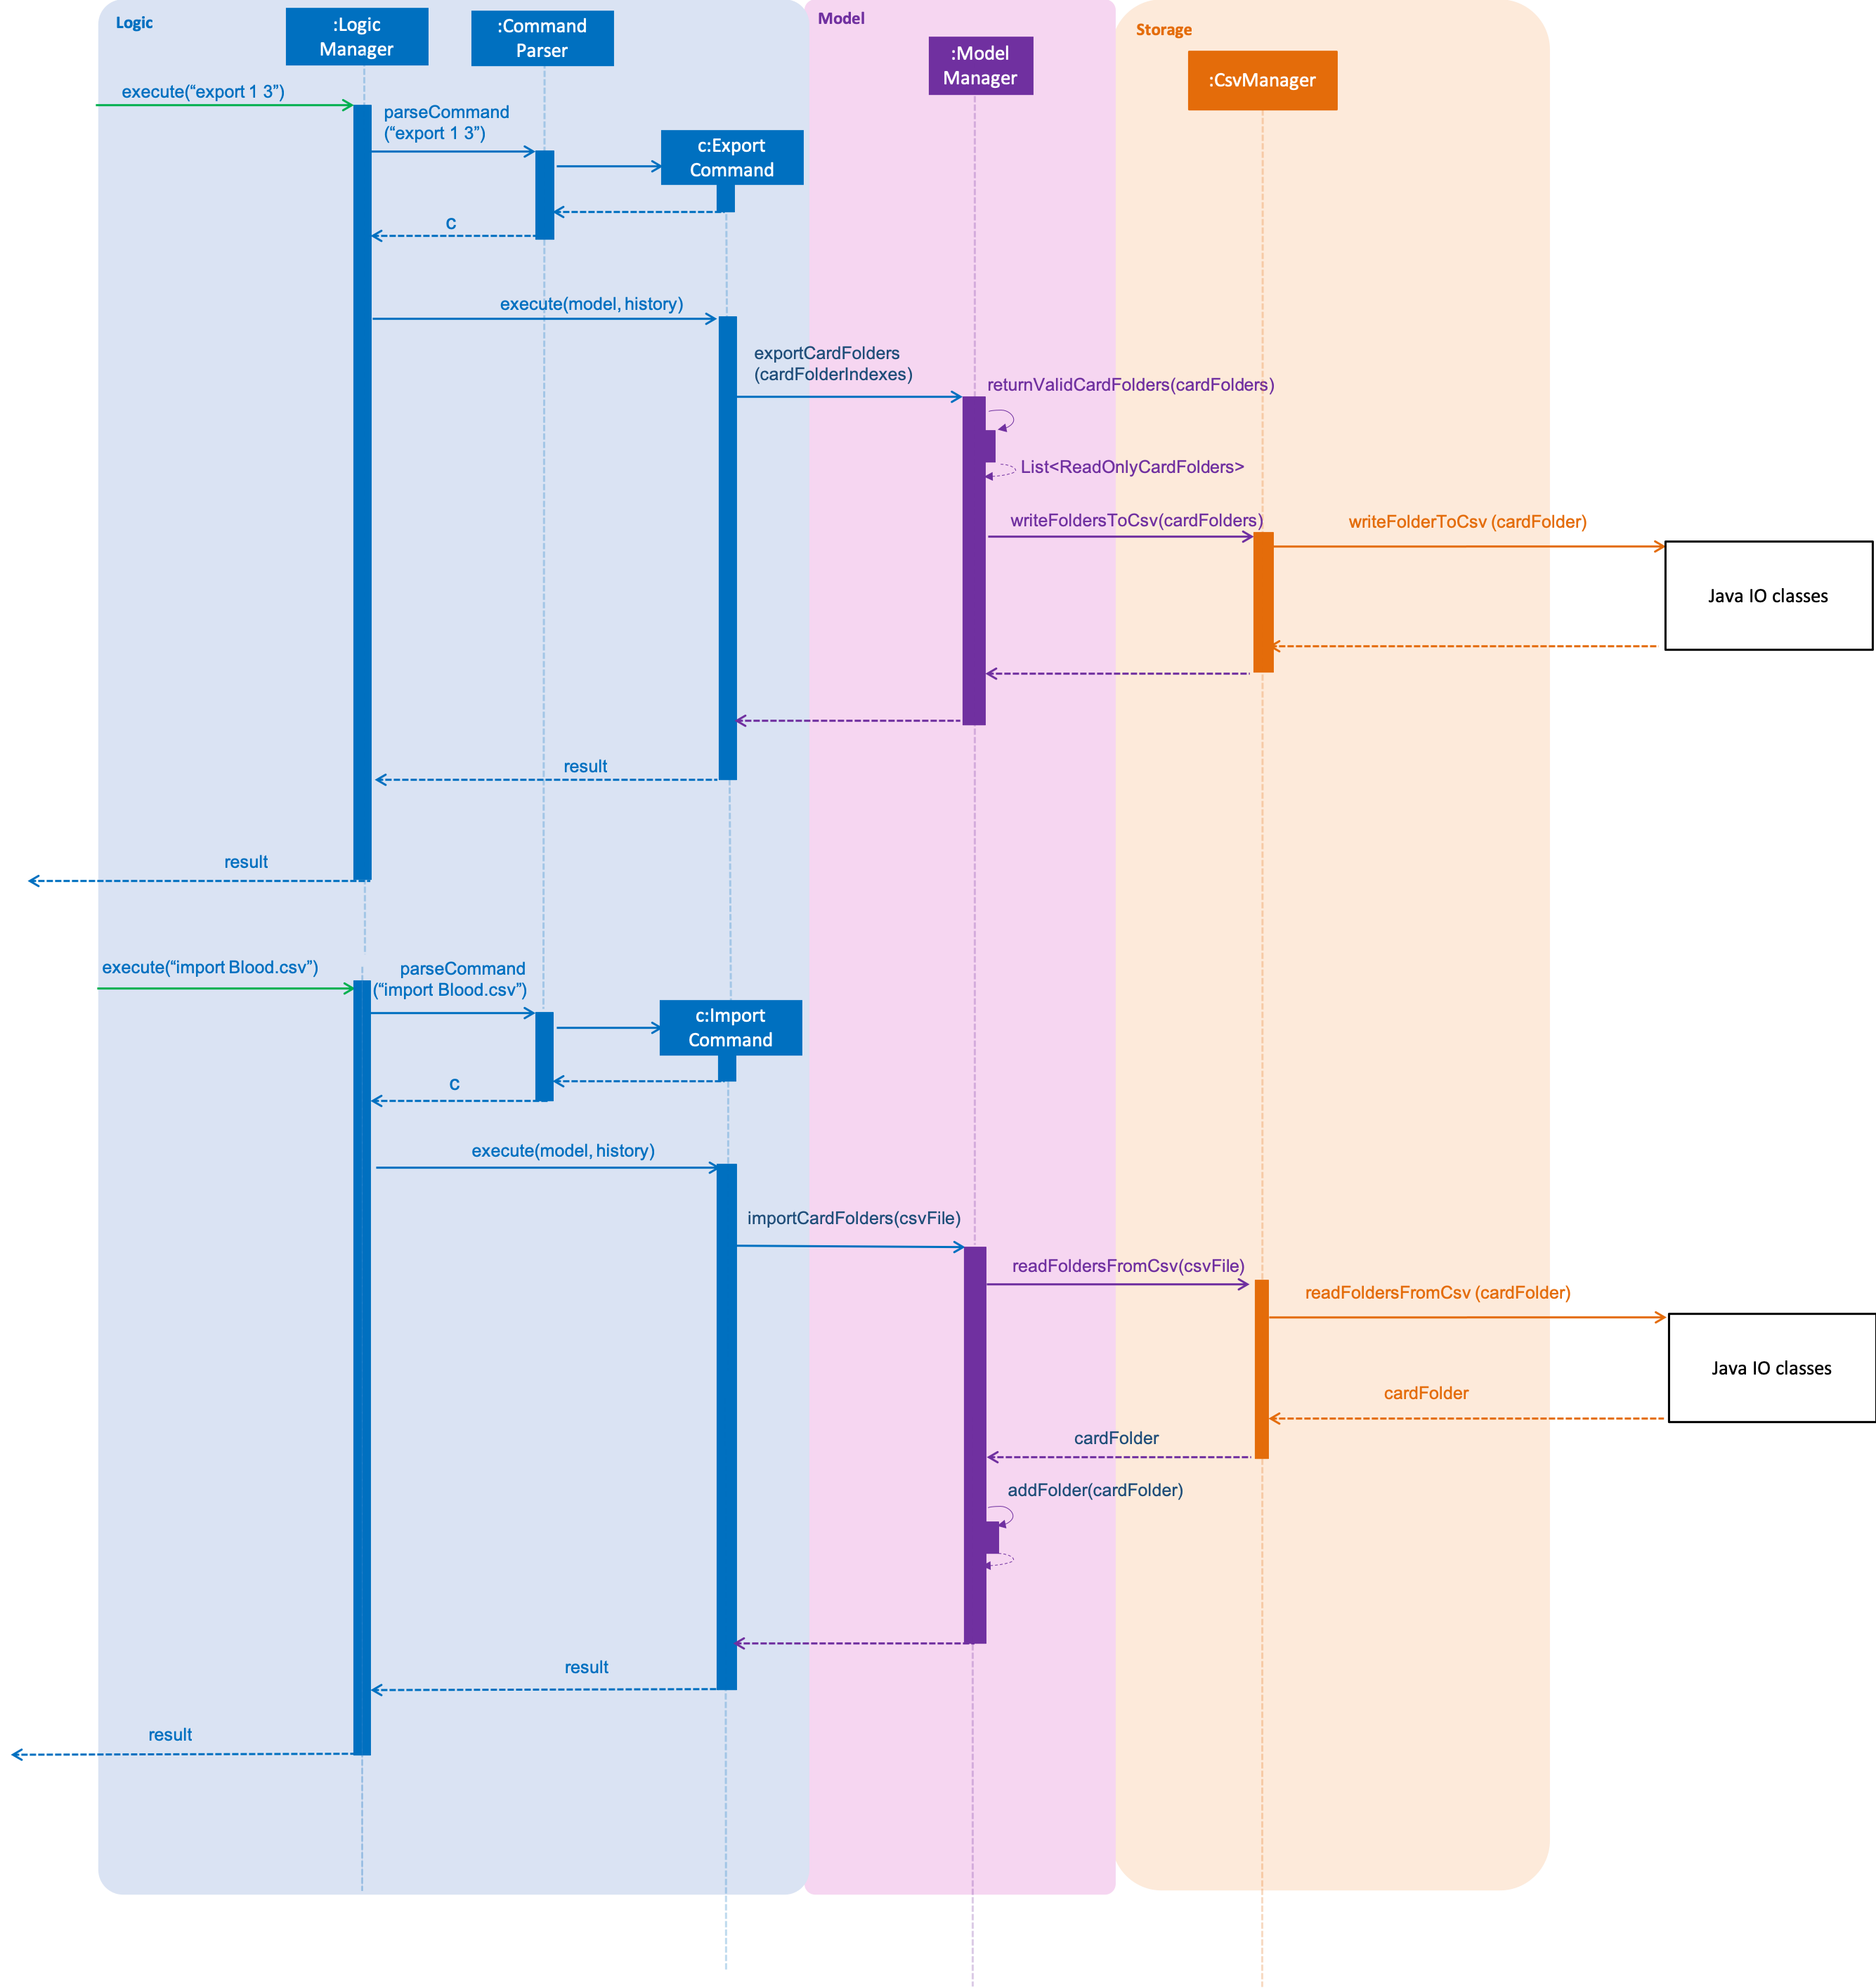 Logic
Model
Storage
:Logic
Manager
:Command
Parser
:Model
Manager
:CsvManager
execute(“export 1 3”)
parseCommand
(“export 1 3”)
c:Export
Command
c
execute(model, history)
exportCardFolders
(cardFolderIndexes)
returnValidCardFolders(cardFolders)
List<ReadOnlyCardFolders>
writeFoldersToCsv(cardFolders)
writeFolderToCsv (cardFolder)
Java IO classes
result
result
execute(“import Blood.csv”)
parseCommand
(“import Blood.csv”)
c:Import
Command
c
execute(model, history)
importCardFolders(csvFile)
readFoldersFromCsv(csvFile)
readFoldersFromCsv (cardFolder)
Java IO classes
cardFolder
cardFolder
addFolder(cardFolder)
result
result